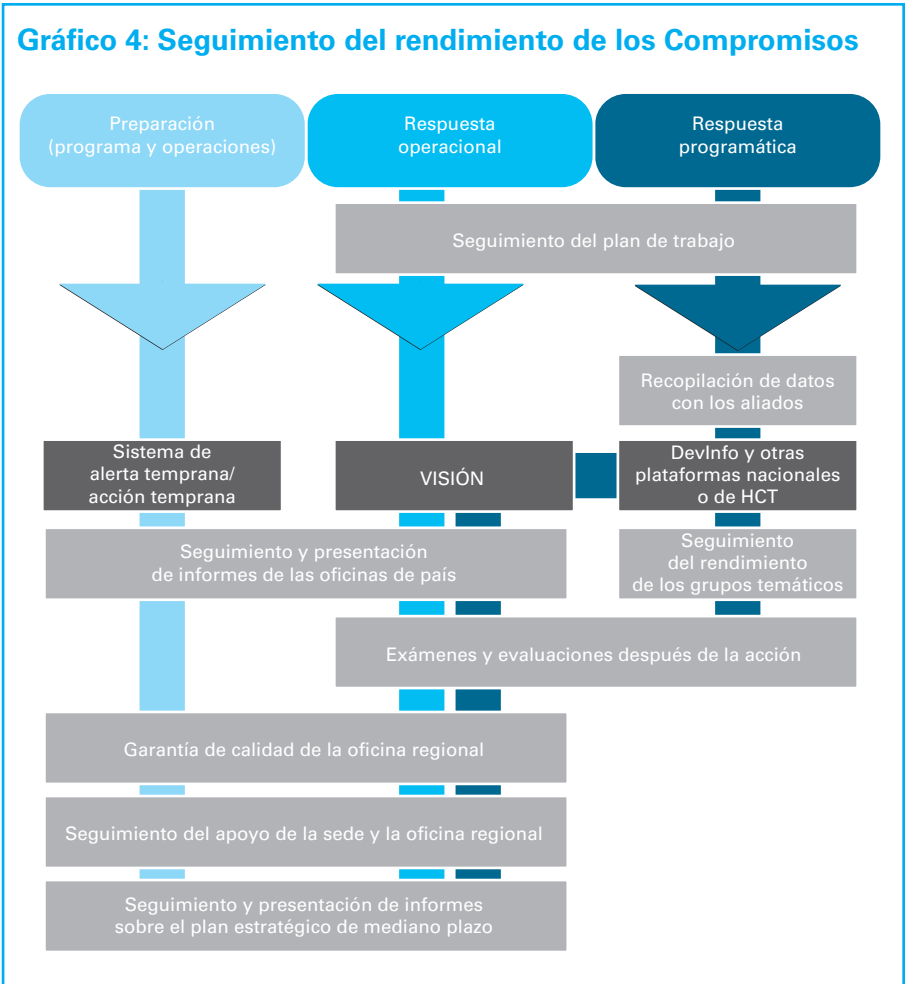 Gráfico 4: Seguimiento del rendimiento de los Compromisos
Preparación
(programa y operaciones)
Respuesta
operacional
Respuesta
programática
Seguimiento del plan de trabajo
Recopilación de datos
con los aliados
Sistema de
alerta temprana/
acción temprana
VISIÓN
DevInfo y otras
plataformas nacionales
o de HCT
Seguimiento y presentación
de informes de las oficinas de país
Seguimiento
del rendimiento
de los grupos temáticos
Exámenes y evaluaciones después de la acción
Garantía de calidad de la oficina regional
Seguimiento del apoyo de la sede y la oficina regional
Seguimiento y presentación de informes
sobre el plan estratégico de mediano plazo